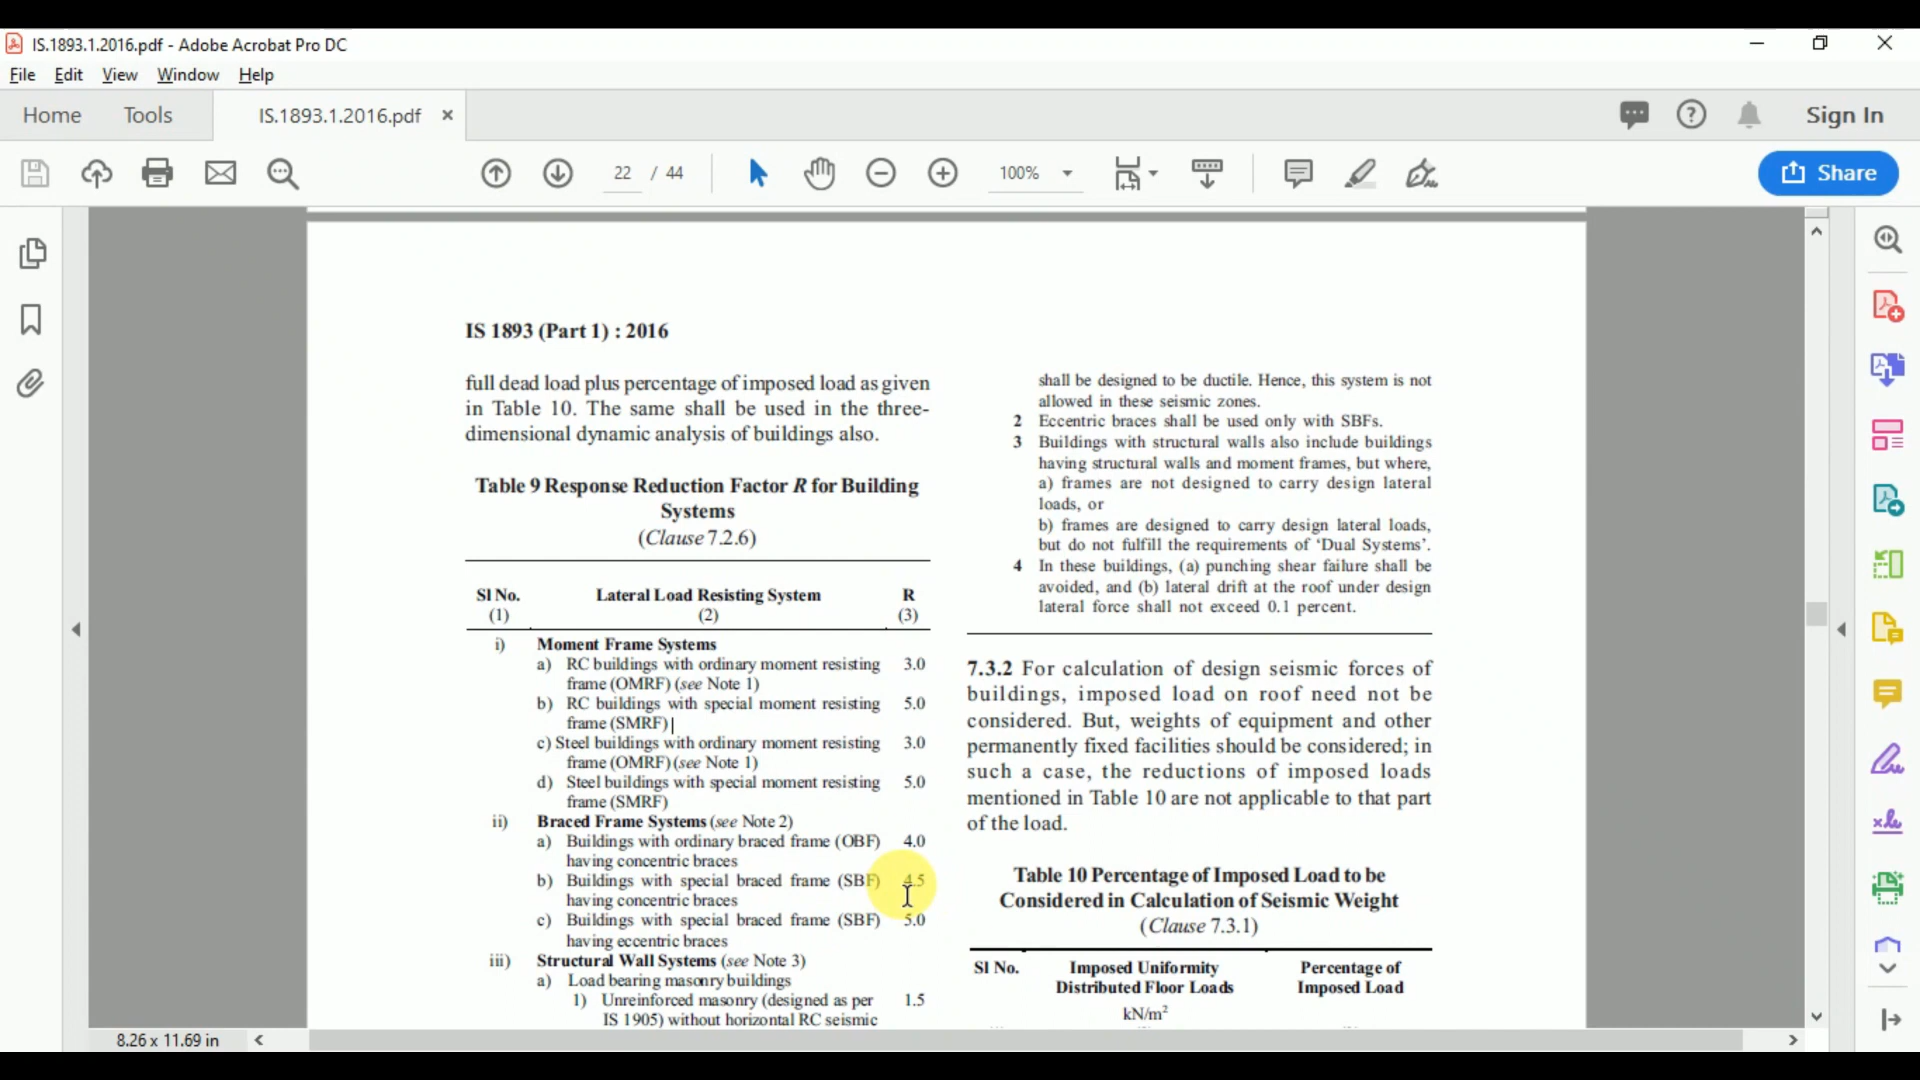 IS.1893.1.2016.pdf - Adobe Acrobat Pro DC
File Edit View Window Help
Home Tools IS.1893.1.2016.pdf × Sign In
22 / 44 100% Share
IS 1893 (Part 1) : 2016
full dead load plus percentage of imposed load as given
in Table 10. The same shall be used in the three-
dimensional dynamic analysis of buildings also.
Table 9 Response Reduction Factor R for Building
Systems
(Clause 7.2.6)
Sl No. Lateral Load Resisting System R
(1) (2) (3)
i) Moment Frame Systems
a) RC buildings with ordinary moment resisting 3.0
frame (OMRF) (see Note 1)
b) RC buildings with special moment resisting 5.0
frame (SMRF)
c) Steel buildings with ordinary moment resisting 3.0
frame (OMRF) (see Note 1)
d) Steel buildings with special moment resisting 5.0
frame (SMRF)
ii) Braced Frame Systems (see Note 2)
a) Buildings with ordinary braced frame (OBF) 4.0
having concentric braces
b) Buildings with special braced frame (SBF) 4.5
having concentric braces
c) Buildings with special braced frame (SBF) 5.0
having eccentric braces
iii) Structural Wall Systems (see Note 3)
a) Load bearing masonry buildings
1) Unreinforced masonry (designed as per 1.5
IS 1905) without horizontal RC seismic
shall be designed to be ductile. Hence, this system is not
allowed in these seismic zones.
2 Eccentric braces shall be used only with SBFs.
3 Buildings with structural walls also include buildings
having structural walls and moment frames, but where,
a) frames are not designed to carry design lateral
loads, or
b) frames are designed to carry design lateral loads,
but do not fulfill the requirements of ‘Dual Systems’.
4 In these buildings, (a) punching shear failure shall be
avoided, and (b) lateral drift at the roof under design
lateral force shall not exceed 0.1 percent.
7.3.2 For calculation of design seismic forces of
buildings, imposed load on roof need not be
considered. But, weights of equipment and other
permanently fixed facilities should be considered; in
such a case, the reductions of imposed loads
mentioned in Table 10 are not applicable to that part
of the load.
Table 10 Percentage of Imposed Load to be
Considered in Calculation of Seismic Weight
(Clause 7.3.1)
Sl No. Imposed Uniformity Percentage of
Distributed Floor Loads Imposed Load
kN/m²
8.26 x 11.69 in